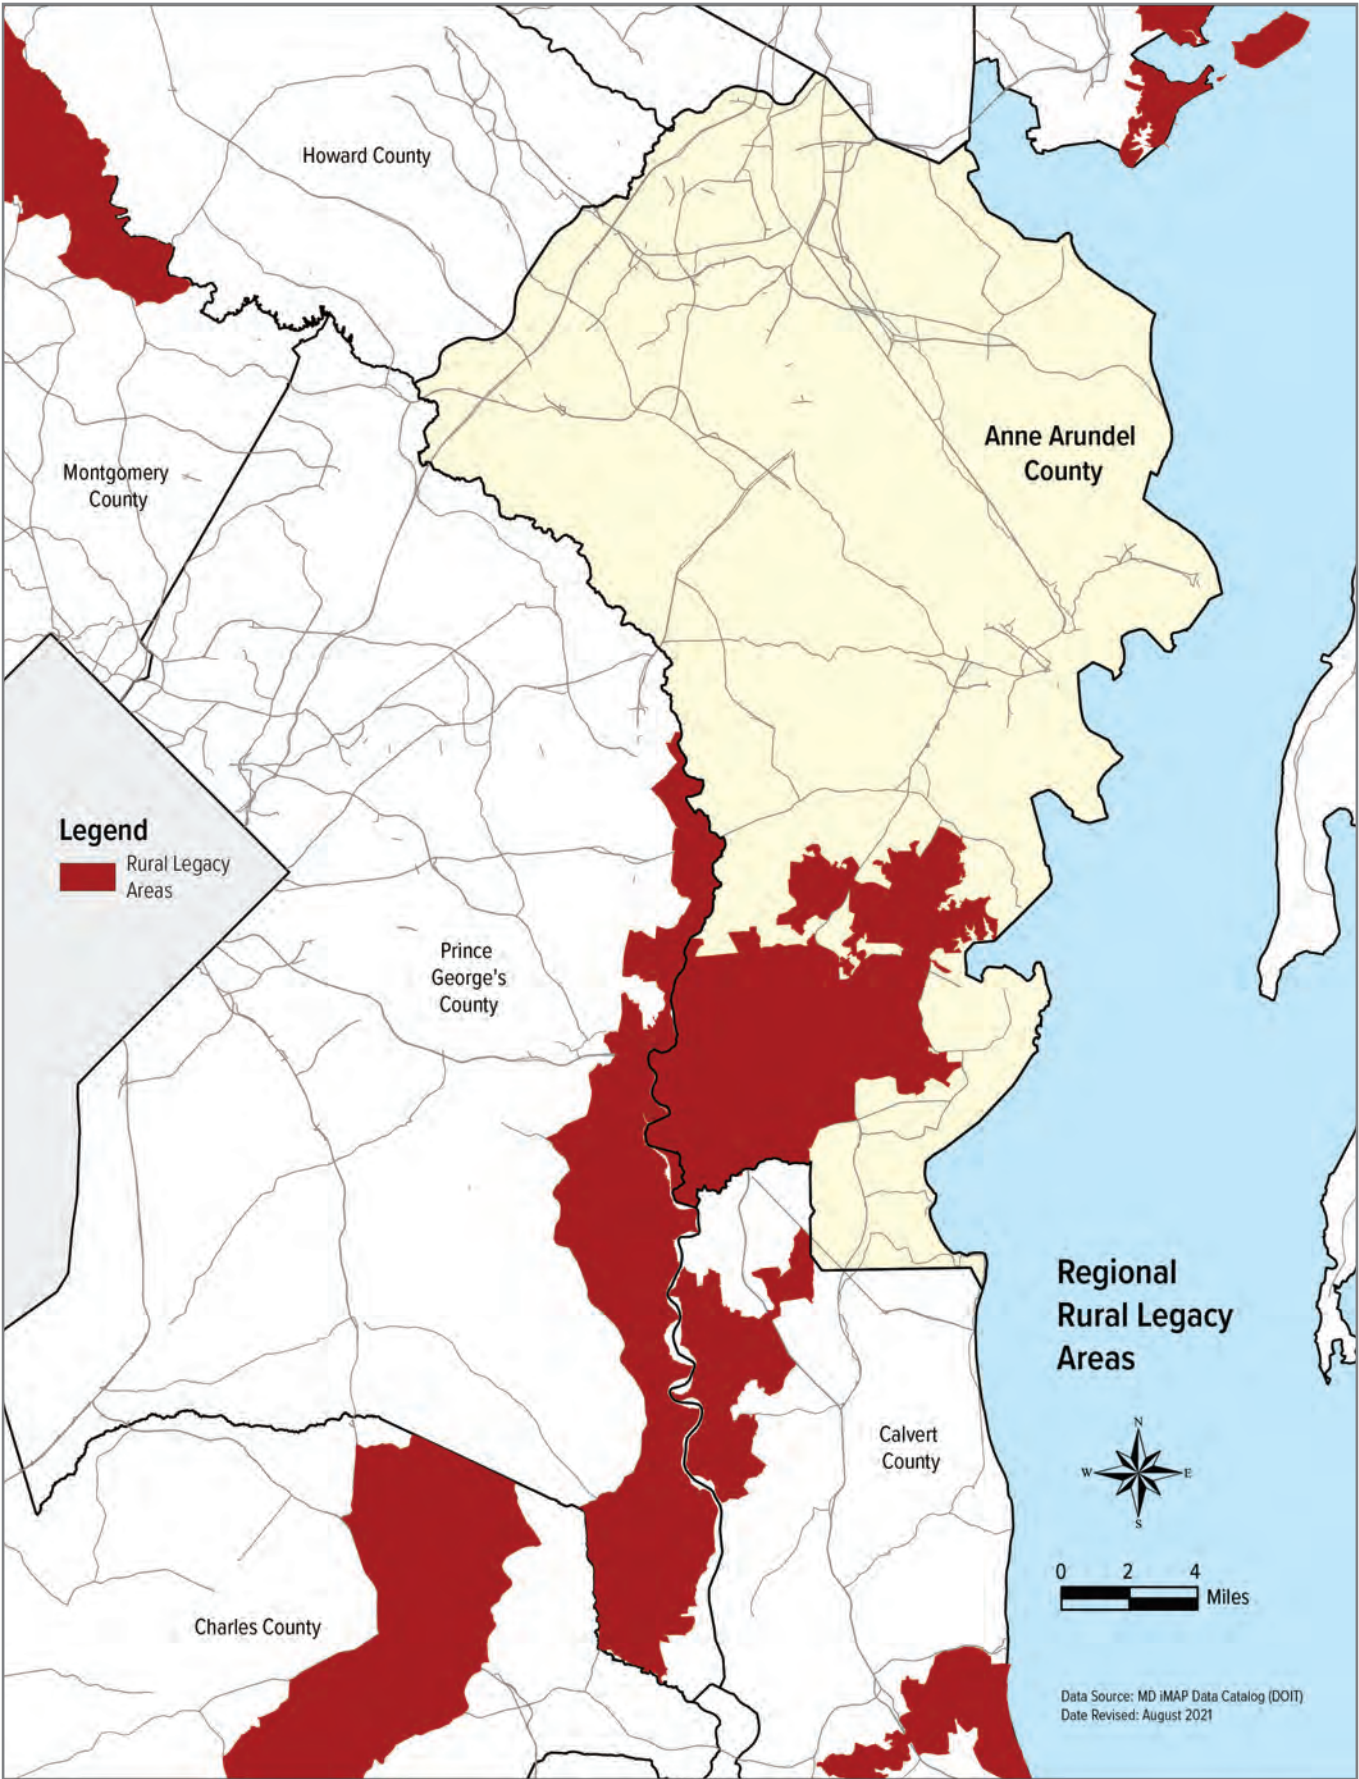 Howard County
Anne Arundel
County
Montgomery
County
Legend
Rural Legacy
Areas
Prince
George's
County
Regional
Rural Legacy
Areas
Calvert
County
N
W
E
S
0 2 4
Miles
Charles County
Data Source: MD iMAP Data Catalog (DOIT)
Date Revised: August 2021